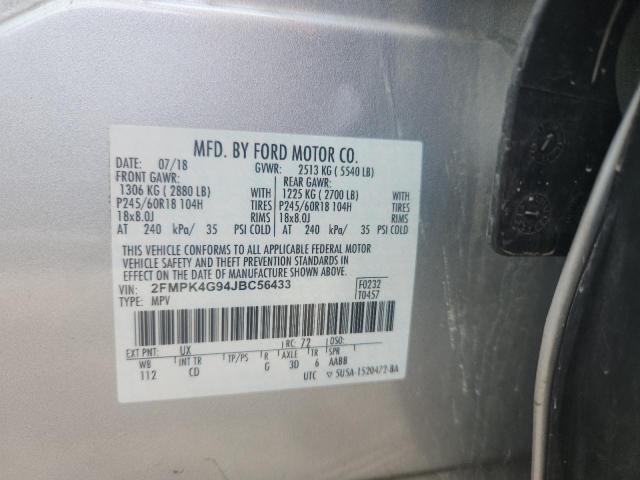 MFD. BY FORD MOTOR CO.
DATE: 07/18 GVWR: 2513 KG ( 5540 LB)
FRONT GAWR: REAR GAWR:
1306 KG ( 2880 LB) WITH 1225 KG ( 2700 LB) WITH
P245/60R18 104H TIRES P245/60R18 104H TIRES
18x8.0J RIMS 18x8.0J RIMS
AT 240 kPa/ 35 PSI COLD AT 240 kPa/ 35 PSI COLD
THIS VEHICLE CONFORMS TO ALL APPLICABLE FEDERAL MOTOR
VEHICLE SAFETY AND THEFT PREVENTION STANDARDS IN
EFFECT ON THE DATE OF MANUFACTURE SHOWN ABOVE.
VIN: 2FMPK4G94JBC56433 F0232
TYPE: MPV T0457
EXT PNT: UX RC: 72 DSO:
WB INT TR TP/PS R AXLE TR SPR
112 CD G 3D 6 AABB
UTC ▽ 5U5A-1520472-BA